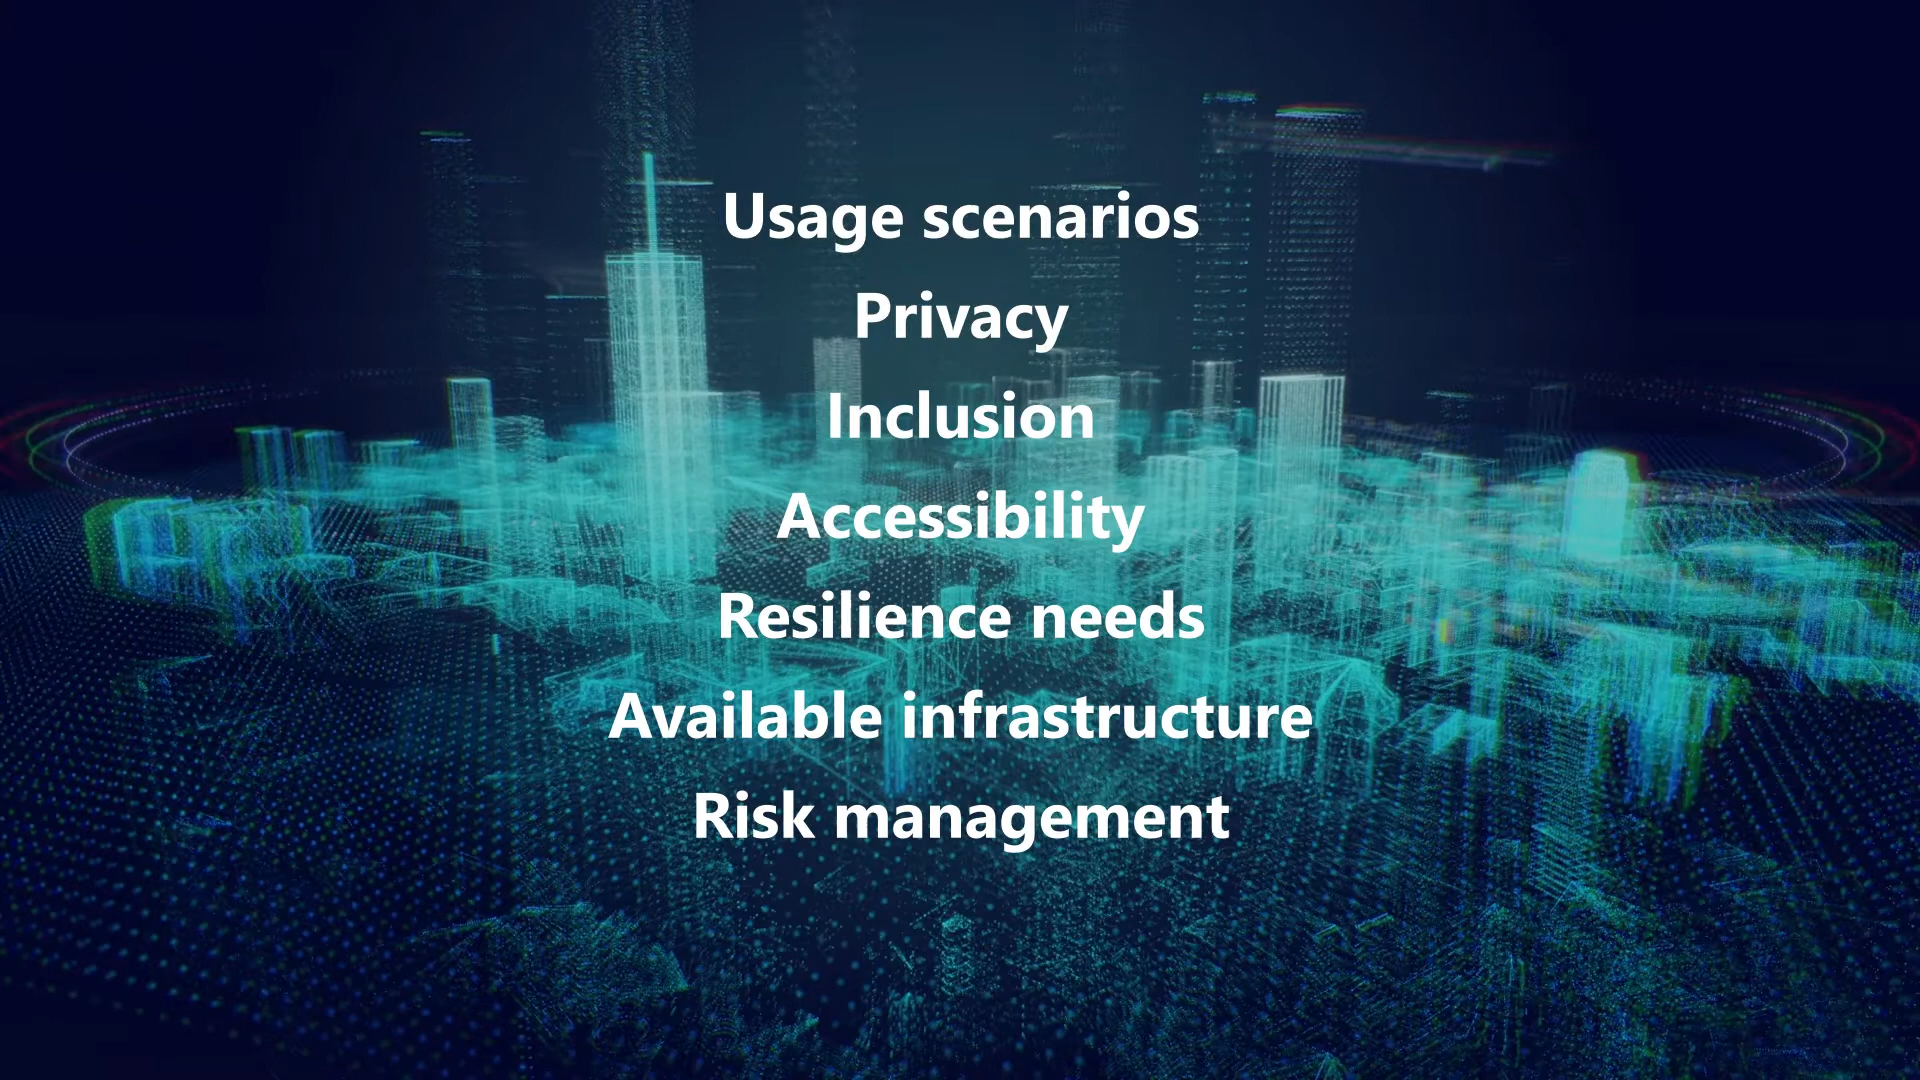 Usage scenarios
Privacy
Inclusion
Accessibility
Resilience needs
Available infrastructure
Risk management